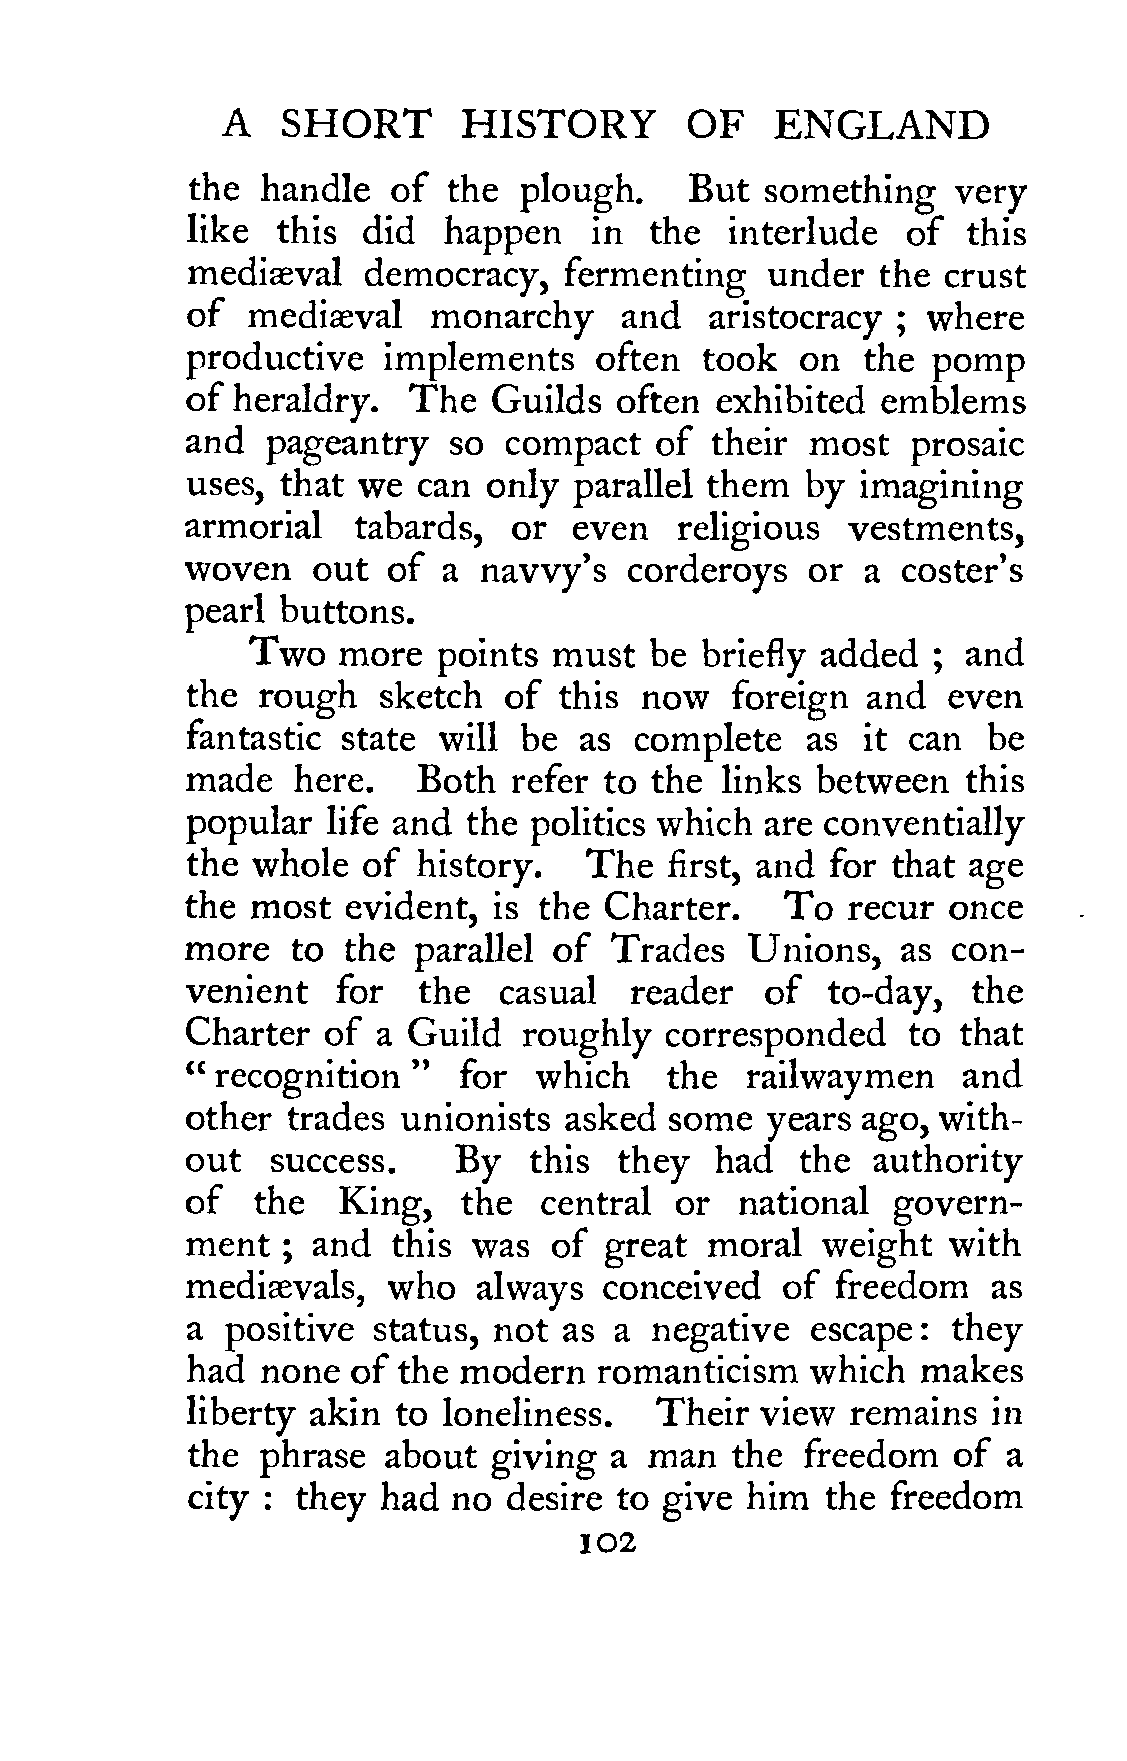 A SHORT HISTORY OF ENGLAND
the handle of the plough. But something very
like this did happen in the interlude of this
mediæval democracy, fermenting under the crust
of mediæval monarchy and aristocracy ; where
productive implements often took on the pomp
of heraldry. The Guilds often exhibited emblems
and pageantry so compact of their most prosaic
uses, that we can only parallel them by imagining
armorial tabards, or even religious vestments,
woven out of a navvy's corderoys or a coster's
pearl buttons.
Two more points must be briefly added ; and
the rough sketch of this now foreign and even
fantastic state will be as complete as it can be
made here. Both refer to the links between this
popular life and the politics which are conventially
the whole of history. The first, and for that age
the most evident, is the Charter. To recur once
more to the parallel of Trades Unions, as con-
venient for the casual reader of to-day, the
Charter of a Guild roughly corresponded to that
“ recognition ” for which the railwaymen and
other trades unionists asked some years ago, with-
out success. By this they had the authority
of the King, the central or national govern-
ment ; and this was of great moral weight with
mediævals, who always conceived of freedom as
a positive status, not as a negative escape : they
had none of the modern romanticism which makes
liberty akin to loneliness. Their view remains in
the phrase about giving a man the freedom of a
city : they had no desire to give him the freedom
102